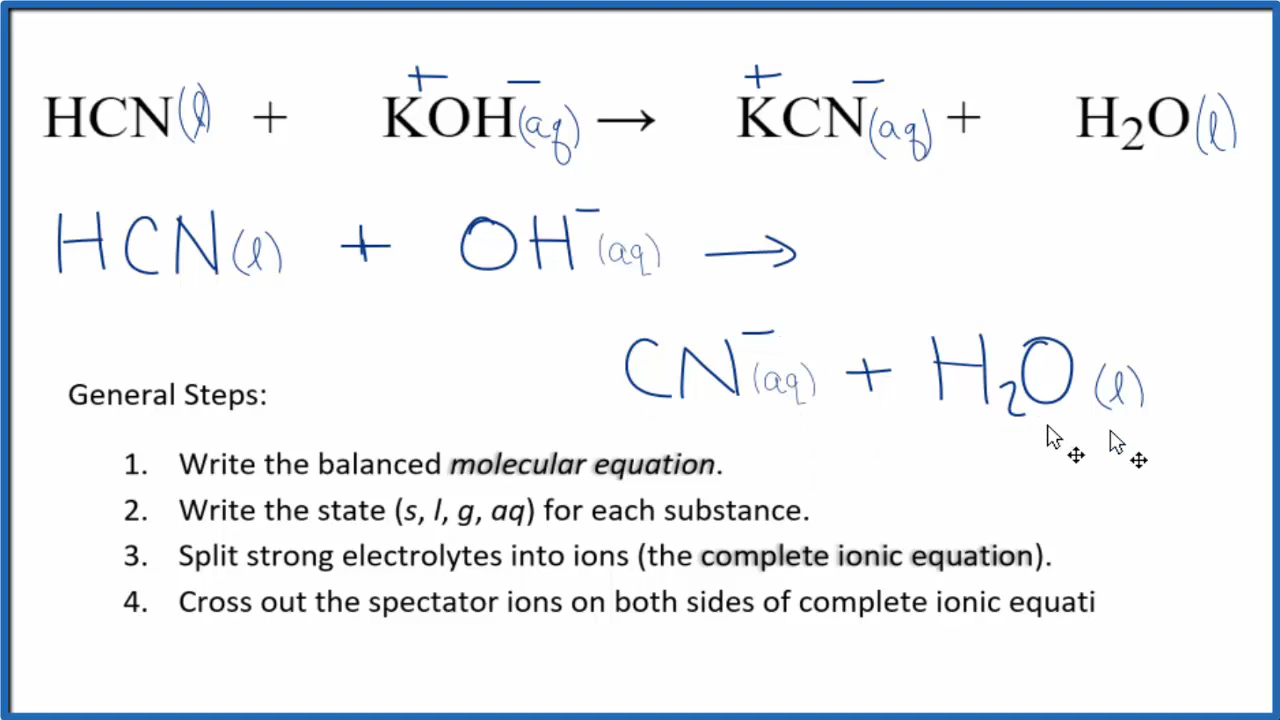 HCN(l) + KOH(aq) → KCN(aq) + H₂O(l)
+ − + −
HCN(l) + OH⁻(aq) →
CN⁻(aq) + H₂O(l)
General Steps:
1. Write the balanced molecular equation.
2. Write the state (s, l, g, aq) for each substance.
3. Split strong electrolytes into ions (the complete ionic equation).
4. Cross out the spectator ions on both sides of complete ionic equati